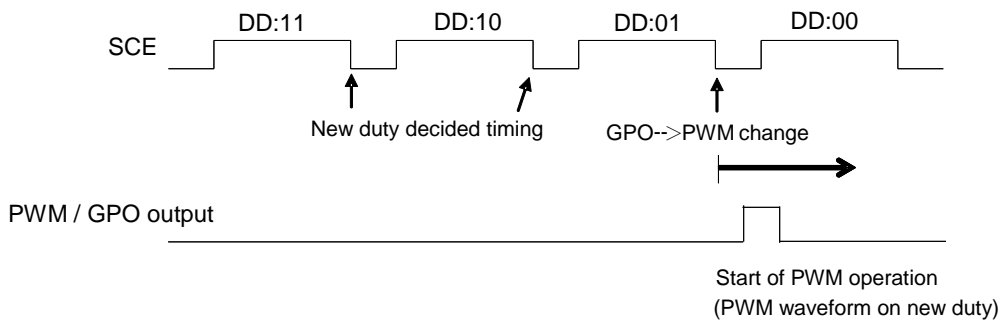 DD:11 DD:10 DD:01 DD:00
SCE
New duty decided timing
GPO-->PWM change
PWM / GPO output
Start of PWM operation
(PWM waveform on new duty)